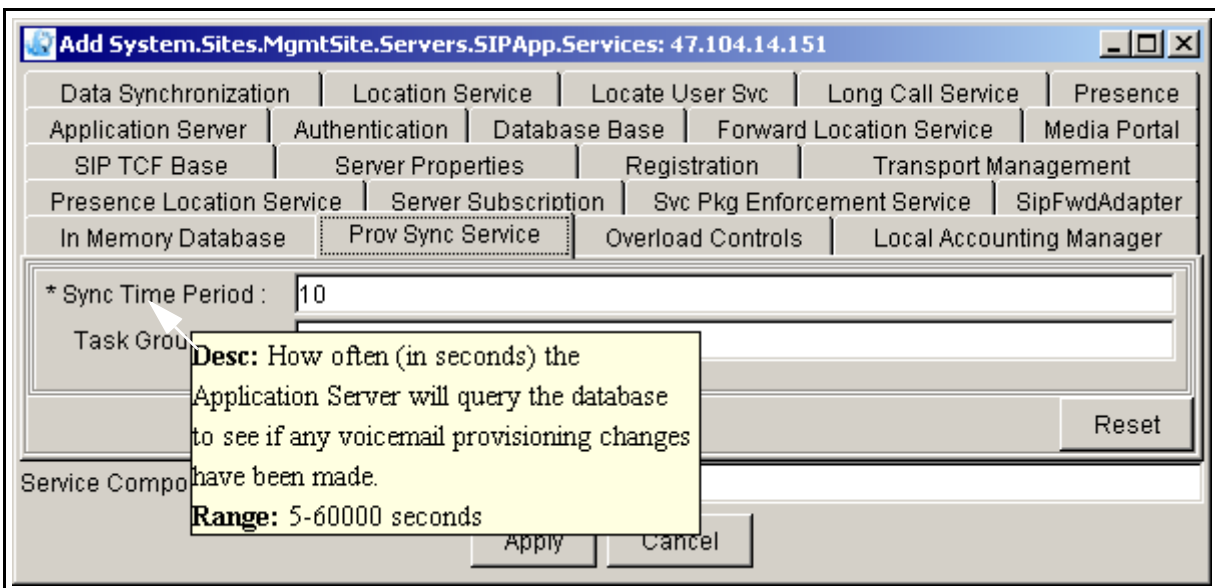 Add System.Sites.MgmtSite.Servers.SIPApp.Services: 47.104.14.151
Data Synchronization Location Service Locate User Svc Long Call Service Presence
Application Server Authentication Database Base Forward Location Service Media Portal
SIP TCF Base Server Properties Registration Transport Management
Presence Location Service Server Subscription Svc Pkg Enforcement Service SipFwdAdapter
In Memory Database Prov Sync Service Overload Controls Local Accounting Manager
* Sync Time Period : 10
Task Grou
Desc: How often (in seconds) the
Application Server will query the database
to see if any voicemail provisioning changes
have been made.
Range: 5-60000 seconds
Reset
Service Compo
Apply Cancel